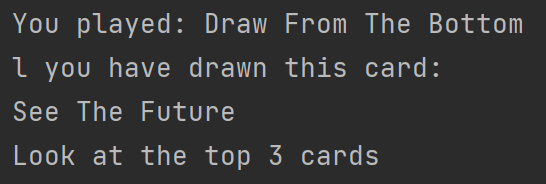 You played: Draw From The Bottom
l you have drawn this card:
See The Future
Look at the top 3 cards